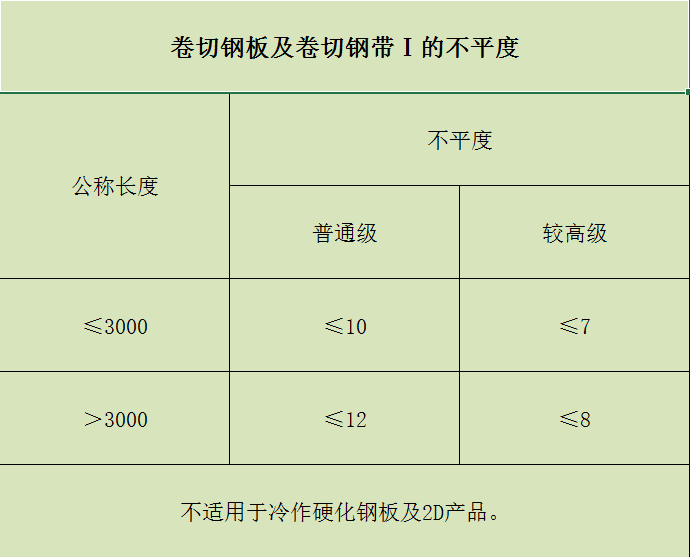 卷切钢板及卷切钢带Ⅰ的不平度
公称长度
不平度
普通级
较高级
≤3000
≤10
≤7
>3000
≤12
≤8
不适用于冷作硬化钢板及2D产品。